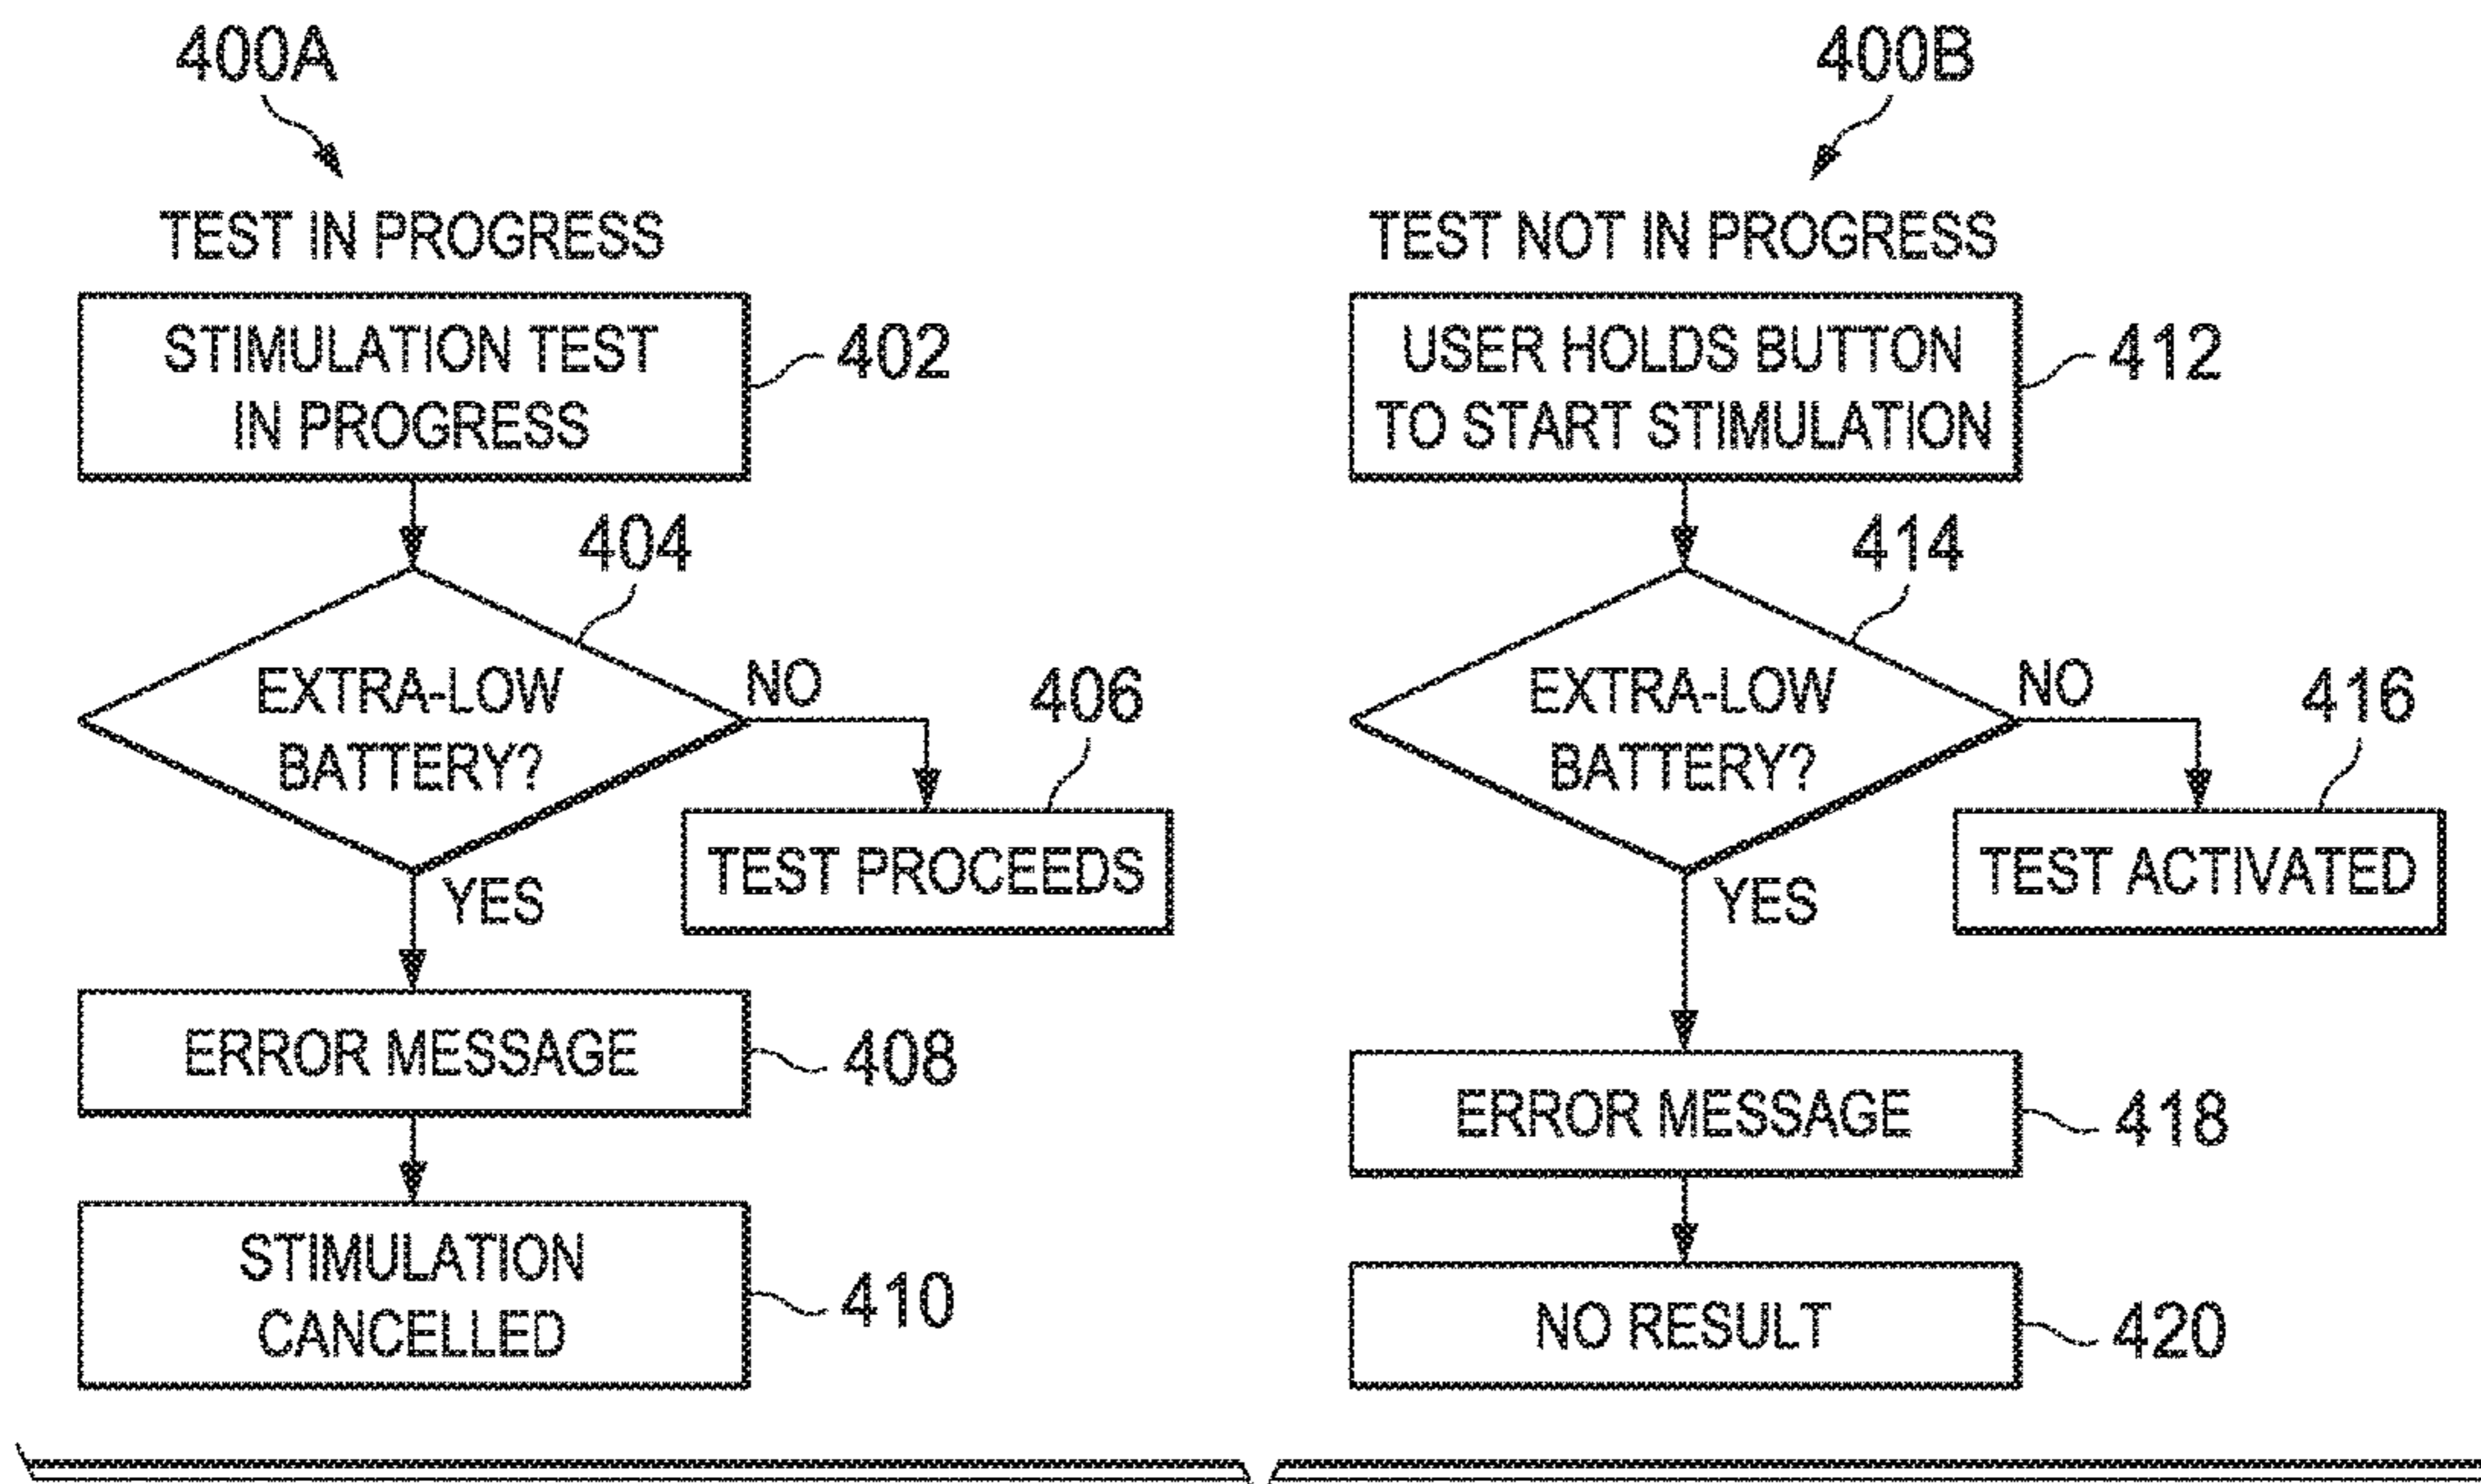 400A
TEST IN PROGRESS
STIMULATION TEST
IN PROGRESS
402
404
EXTRA-LOW
BATTERY?
NO
406
TEST PROCEEDS
YES
ERROR MESSAGE
408
STIMULATION
CANCELLED
410
400B
TEST NOT IN PROGRESS
USER HOLDS BUTTON
TO START STIMULATION
412
414
EXTRA-LOW
BATTERY?
NO
416
TEST ACTIVATED
YES
ERROR MESSAGE
418
NO RESULT
420